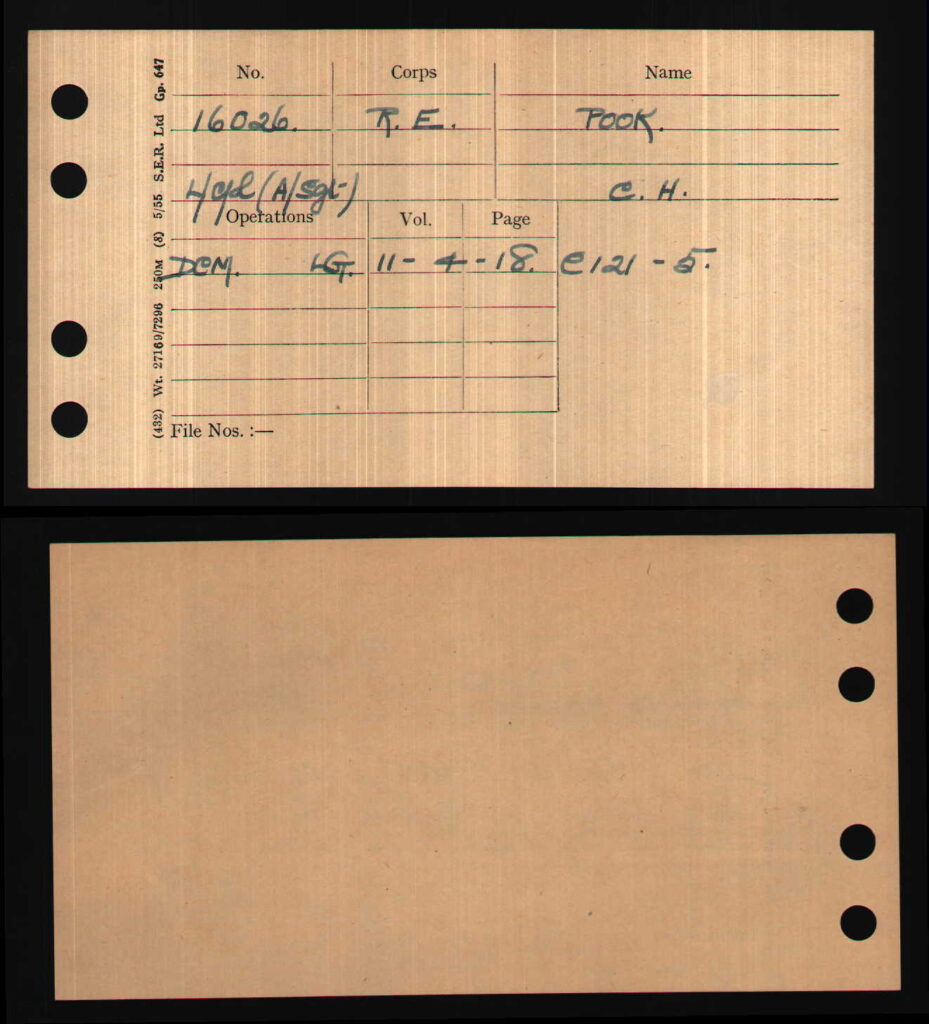 No. Corps Name
16026. R. E. POOK.
L/Cpl (A/Sgt) C. H.
Operations Vol. Page
DCM. LG. 11 - 4 - 18. C121 - 5.
File Nos. :—
(432) Wt. 27169/7296 250M (8) 5/55 S.E.R. Ltd Gp. 647